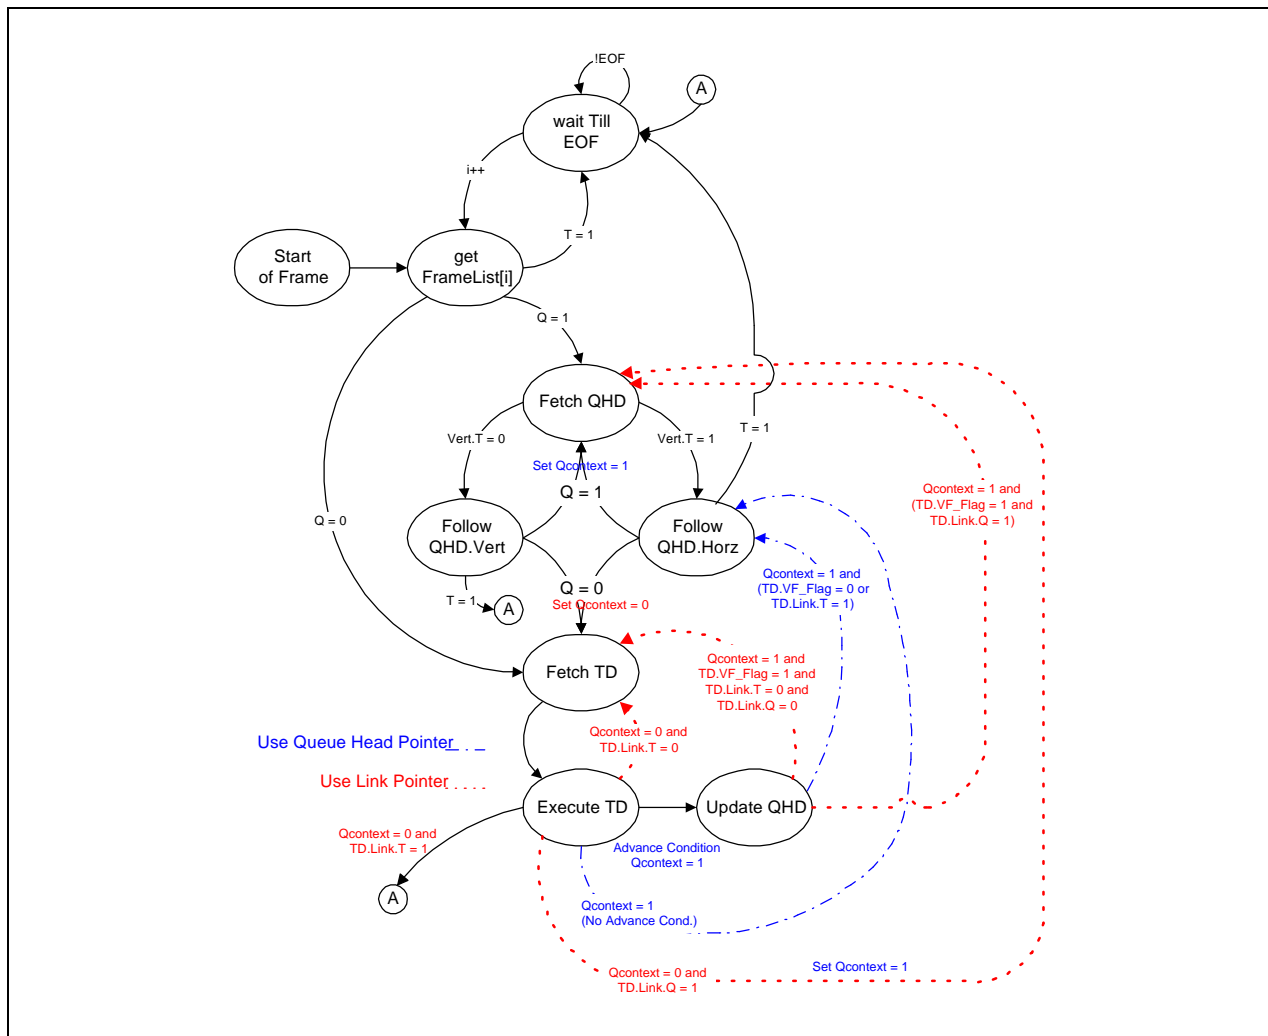 !EOF
A
wait Till
EOF
i++
T = 1
Start
of Frame
get
FrameList[i]
Q = 1
Fetch QHD
Vert.T = 0
Vert.T = 1
T = 1
Set Qcontext = 1
Q = 1
Qcontext = 1 and
(TD.VF_Flag = 1 and
TD.Link.Q = 1)
Q = 0
Follow
QHD.Vert
Follow
QHD.Horz
Q = 0
Qcontext = 1 and
(TD.VF_Flag = 0 or
TD.Link.T = 1)
T = 1
A
Set Qcontext = 0
Fetch TD
Qcontext = 1 and
TD.VF_Flag = 1 and
TD.Link.T = 0 and
TD.Link.Q = 0
Qcontext = 0 and
TD.Link.T = 0
Use Queue Head Pointer
Use Link Pointer
Execute TD
Update QHD
Qcontext = 0 and
TD.Link.T = 1
Advance Condition
Qcontext = 1
A
Qcontext = 1
(No Advance Cond.)
Qcontext = 0 and
TD.Link.Q = 1
Set Qcontext = 1